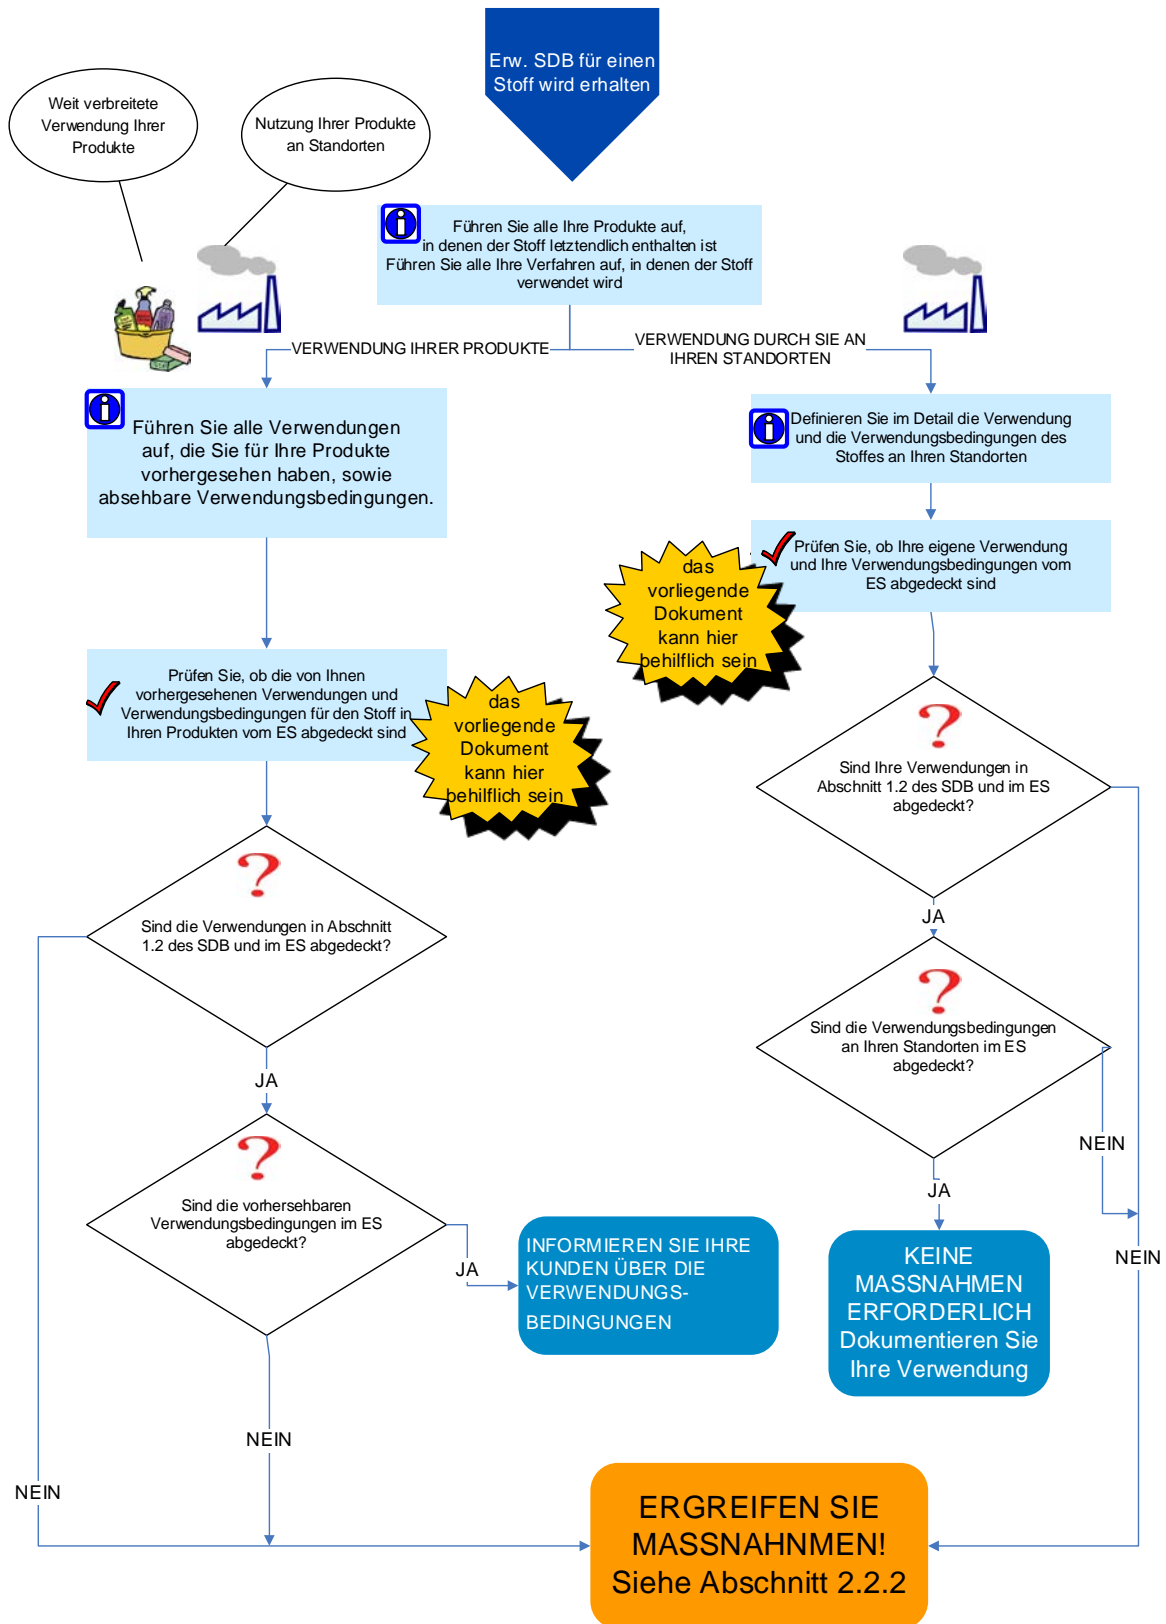 Erw. SDB für einen
Stoff wird erhalten
Weit verbreitete
Verwendung Ihrer
Produkte
Nutzung Ihrer Produkte
an Standorten
Führen Sie alle Ihre Produkte auf,
in denen der Stoff letztendlich enthalten ist
Führen Sie alle Ihre Verfahren auf, in denen der Stoff
verwendet wird
VERWENDUNG IHRER PRODUKTE
VERWENDUNG DURCH SIE AN
IHREN STANDORTEN
Führen Sie alle Verwendungen
auf, die Sie für Ihre Produkte
vorhergesehen haben, sowie
absehbare Verwendungsbedingungen.
Definieren Sie im Detail die Verwendung
und die Verwendungsbedingungen des
Stoffes an Ihren Standorten
Prüfen Sie, ob Ihre eigene Verwendung
und Ihre Verwendungsbedingungen vom
ES abgedeckt sind
das
vorliegende
Dokument
kann hier
behilflich sein
Prüfen Sie, ob die von Ihnen
vorhergesehenen Verwendungen und
Verwendungsbedingungen für den Stoff in
Ihren Produkten vom ES abgedeckt sind
das
vorliegende
Dokument
kann hier
behilflich sein
?
Sind Ihre Verwendungen in
Abschnitt 1.2 des SDB und im ES
abgedeckt?
?
Sind die Verwendungen in Abschnitt
1.2 des SDB und im ES abgedeckt?
JA
?
Sind die Verwendungsbedingungen
an Ihren Standorten im ES
abgedeckt?
JA
NEIN
?
Sind die vorhersehbaren
Verwendungsbedingungen im ES
abgedeckt?
JA
JA
INFORMIEREN SIE IHRE
KUNDEN ÜBER DIE
VERWENDUNGS-
BEDINGUNGEN
KEINE
MASSNAHMEN
ERFORDERLICH
Dokumentieren Sie
Ihre Verwendung
NEIN
NEIN
NEIN
ERGREIFEN SIE
MASSNAHNMEN!
Siehe Abschnitt 2.2.2